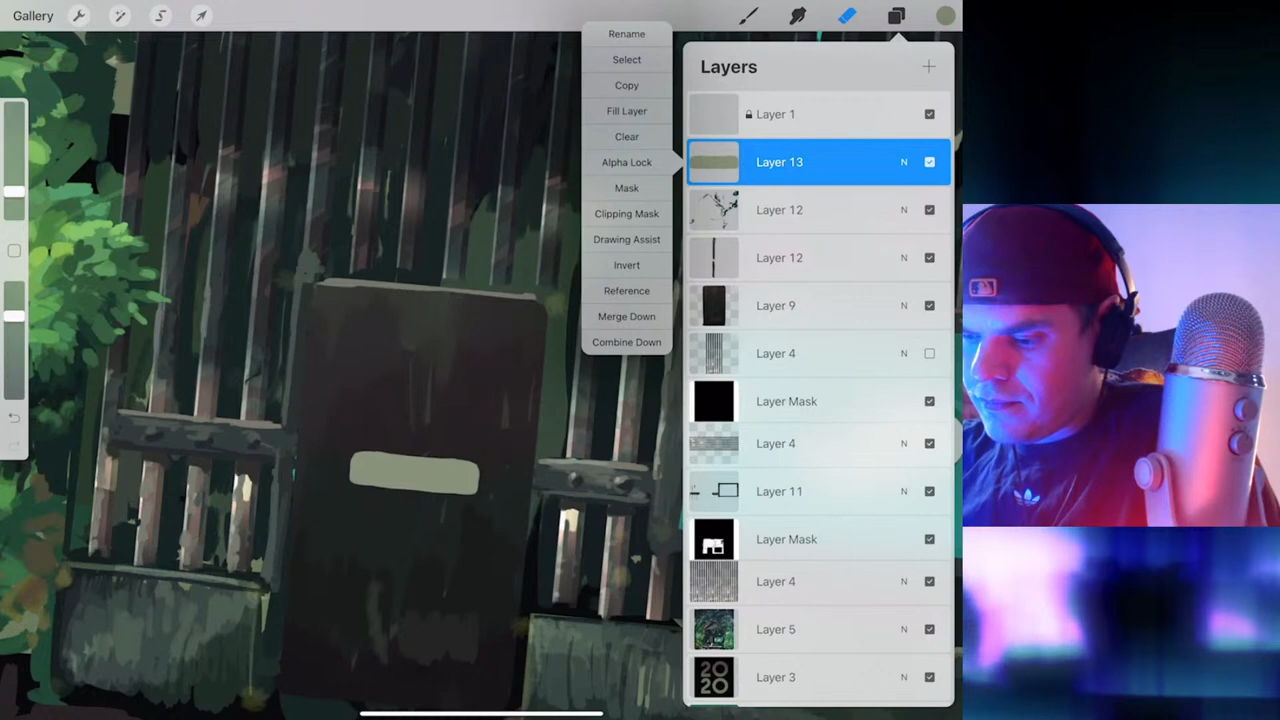 Gallery
Rename
Select
Copy
Fill Layer
Clear
Alpha Lock
Mask
Clipping Mask
Drawing Assist
Invert
Reference
Merge Down
Combine Down
Layers
Layer 1
Layer 13 N
Layer 12 N
Layer 12 N
Layer 9 N
Layer 4 N
Layer Mask
Layer 4 N
Layer 11 N
Layer Mask
Layer 4 N
Layer 5 N
2020
Layer 3 N